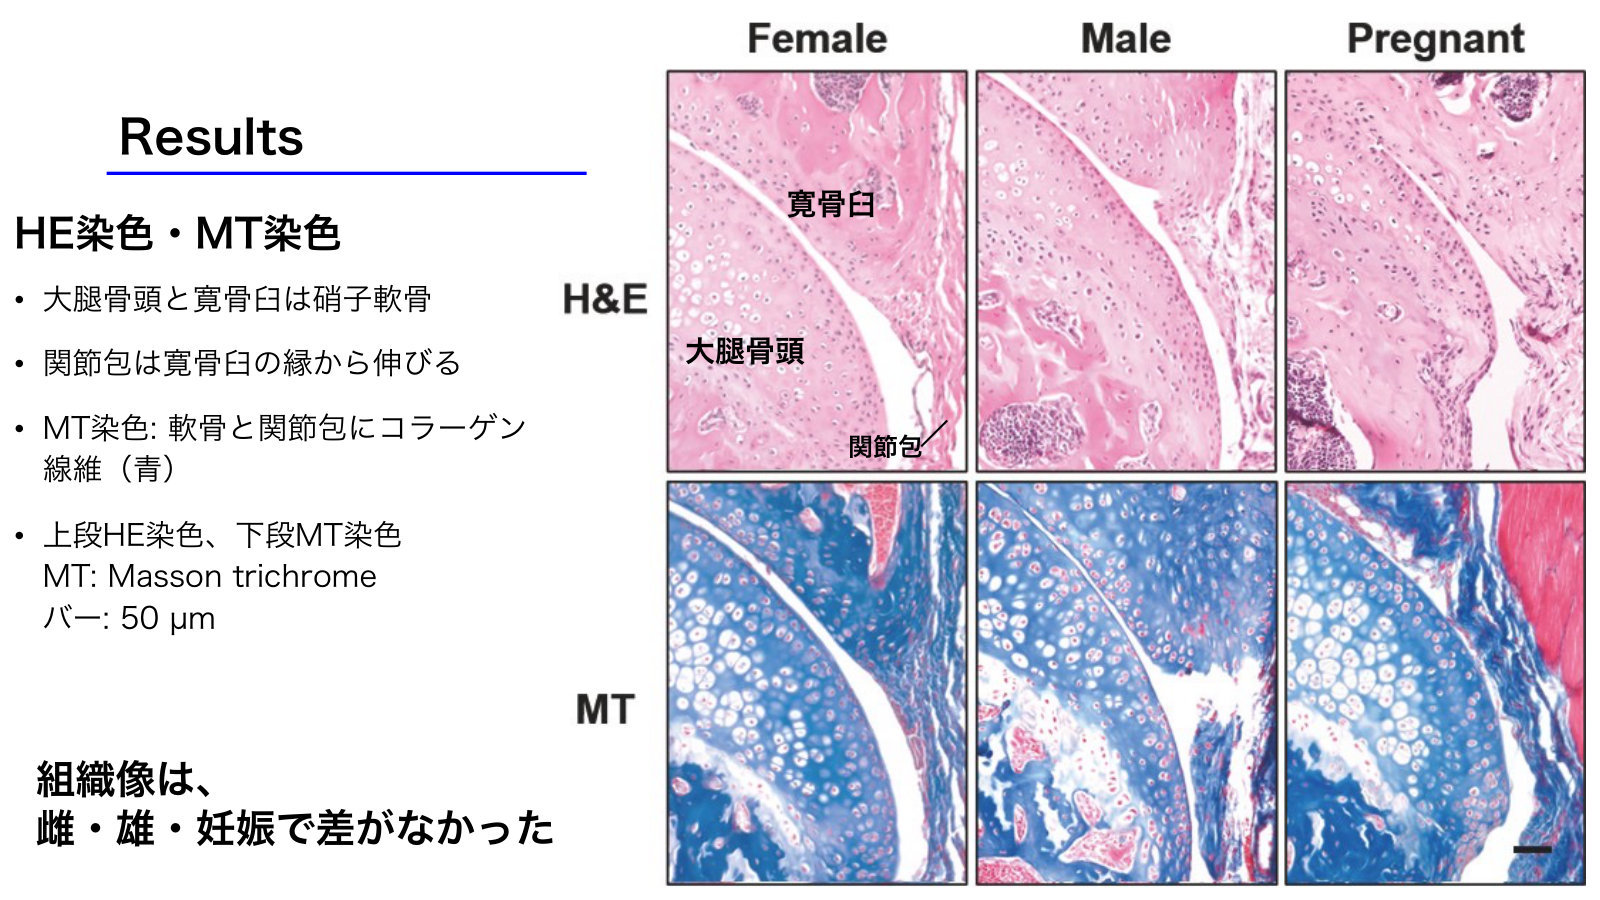 Results
HE染色・MT染色
• 大腿骨頭と寛骨臼は硝子軟骨
• 関節包は寛骨臼の縁から伸びる
• MT染色: 軟骨と関節包にコラーゲン
線維（青）
• 上段HE染色、下段MT染色
MT: Masson trichrome
バー: 50 μm
組織像は、
雌・雄・妊娠で差がなかった
Female
Male
Pregnant
H&E
寛骨臼
大腿骨頭
関節包
MT